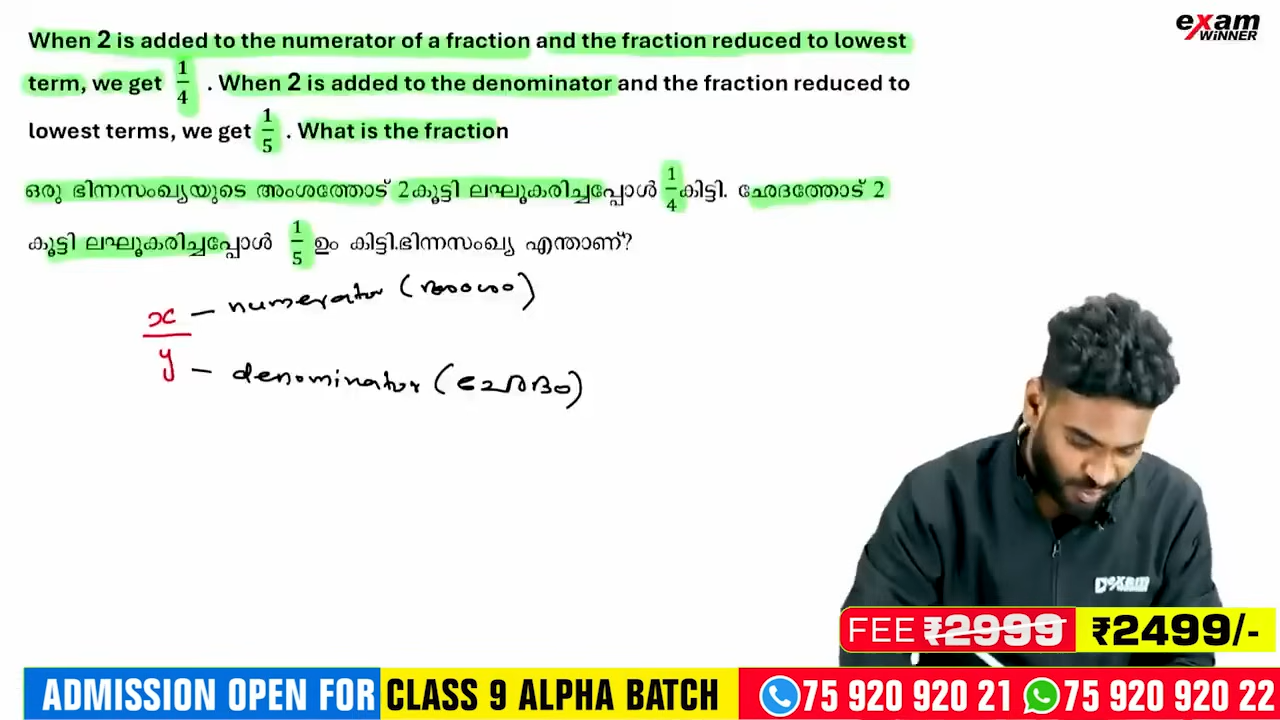 exam
WINNER
When 2 is added to the numerator of a fraction and the fraction reduced to lowest
term, we get 1/4 . When 2 is added to the denominator and the fraction reduced to
lowest terms, we get 1/5 . What is the fraction
ഒരു ഭിന്നസംഖ്യയുടെ അംശത്തോട് 2കൂട്ടി ലഘൂകരിച്ചപ്പോൾ 1/4 കിട്ടി. ഛേദത്തോട് 2
കൂട്ടി ലഘൂകരിച്ചപ്പോൾ 1/5 ഉം കിട്ടി.ഭിന്നസംഖ്യ എന്താണ്?
x – numerator (അംശം)
y – denominator (ഛേദം)
exam
FEE ₹2999 ₹2499/-
ADMISSION OPEN FOR CLASS 9 ALPHA BATCH 75 920 920 21 75 920 920 22